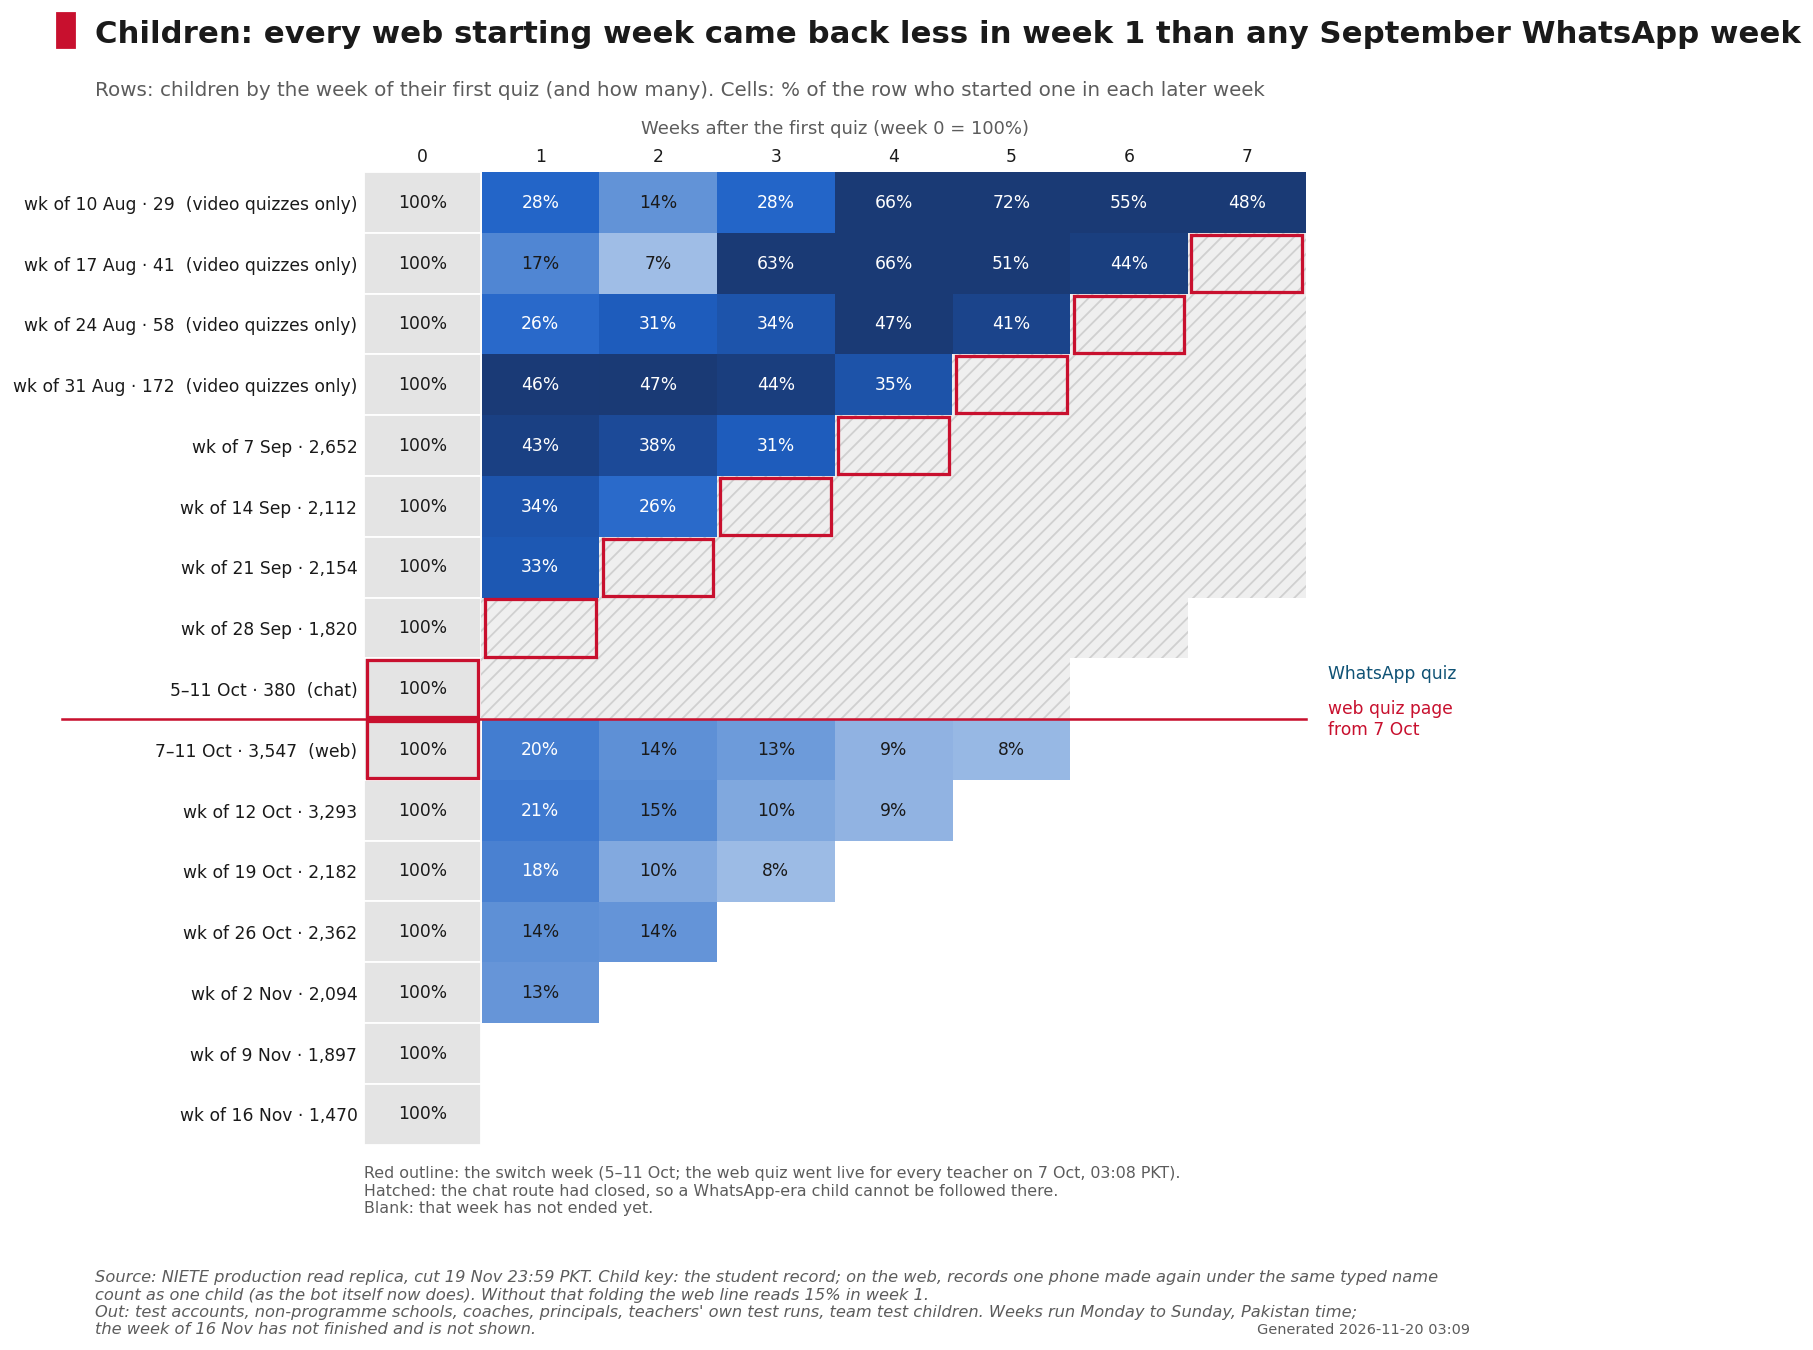 Children: every web starting week came back less in week 1 than any September WhatsApp week
Rows: children by the week of their first quiz (and how many). Cells: % of the row who started one in each later week
Weeks after the first quiz (week 0 = 100%)
0 1 2 3 4 5 6 7
wk of 10 Aug · 29 (video quizzes only) 100% 28% 14% 28% 66% 72% 55% 48%
wk of 17 Aug · 41 (video quizzes only) 100% 17% 7% 63% 66% 51% 44%
wk of 24 Aug · 58 (video quizzes only) 100% 26% 31% 34% 47% 41%
wk of 31 Aug · 172 (video quizzes only) 100% 46% 47% 44% 35%
wk of 7 Sep · 2,652 100% 43% 38% 31%
wk of 14 Sep · 2,112 100% 34% 26%
wk of 21 Sep · 2,154 100% 33%
wk of 28 Sep · 1,820 100%
5–11 Oct · 380 (chat) 100%
WhatsApp quiz
web quiz page
from 7 Oct
7–11 Oct · 3,547 (web) 100% 20% 14% 13% 9% 8%
wk of 12 Oct · 3,293 100% 21% 15% 10% 9%
wk of 19 Oct · 2,182 100% 18% 10% 8%
wk of 26 Oct · 2,362 100% 14% 14%
wk of 2 Nov · 2,094 100% 13%
wk of 9 Nov · 1,897 100%
wk of 16 Nov · 1,470 100%
Red outline: the switch week (5–11 Oct; the web quiz went live for every teacher on 7 Oct, 03:08 PKT).
Hatched: the chat route had closed, so a WhatsApp-era child cannot be followed there.
Blank: that week has not ended yet.
Source: NIETE production read replica, cut 19 Nov 23:59 PKT. Child key: the student record; on the web, records one phone made again under the same typed name
count as one child (as the bot itself now does). Without that folding the web line reads 15% in week 1.
Out: test accounts, non-programme schools, coaches, principals, teachers' own test runs, team test children. Weeks run Monday to Sunday, Pakistan time;
the week of 16 Nov has not finished and is not shown.
Generated 2026-11-20 03:09